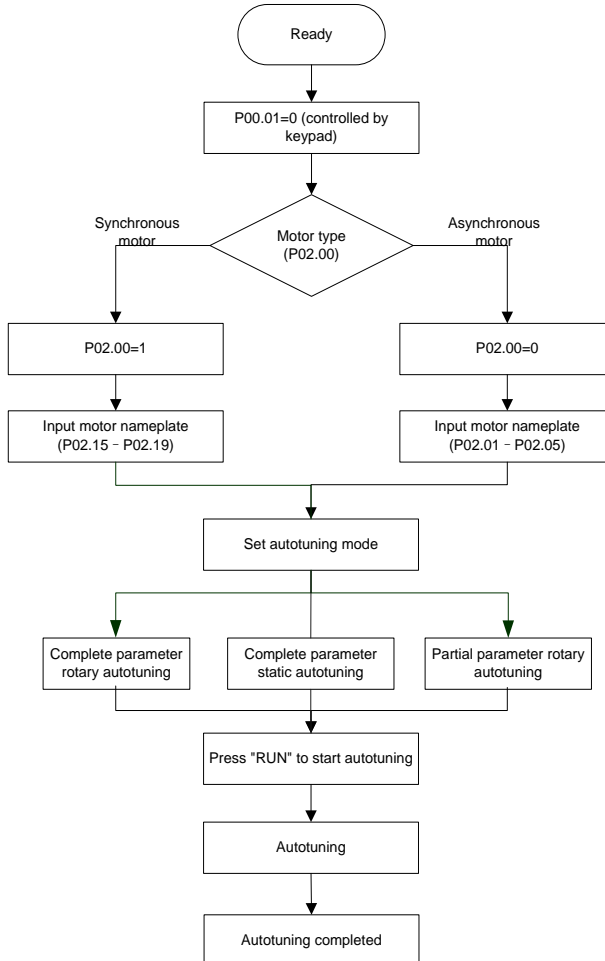 Ready
P00.01=0 (controlled by
keypad)
Synchronous
motor
Motor type
(P02.00)
Asynchronous
motor
P02.00=1
P02.00=0
Input motor nameplate
(P02.15－P02.19)
Input motor nameplate
(P02.01－P02.05)
Set autotuning mode
Complete parameter
rotary autotuning
Complete parameter
static autotuning
Partial parameter rotary
autotuning
Press "RUN" to start autotuning
Autotuning
Autotuning completed